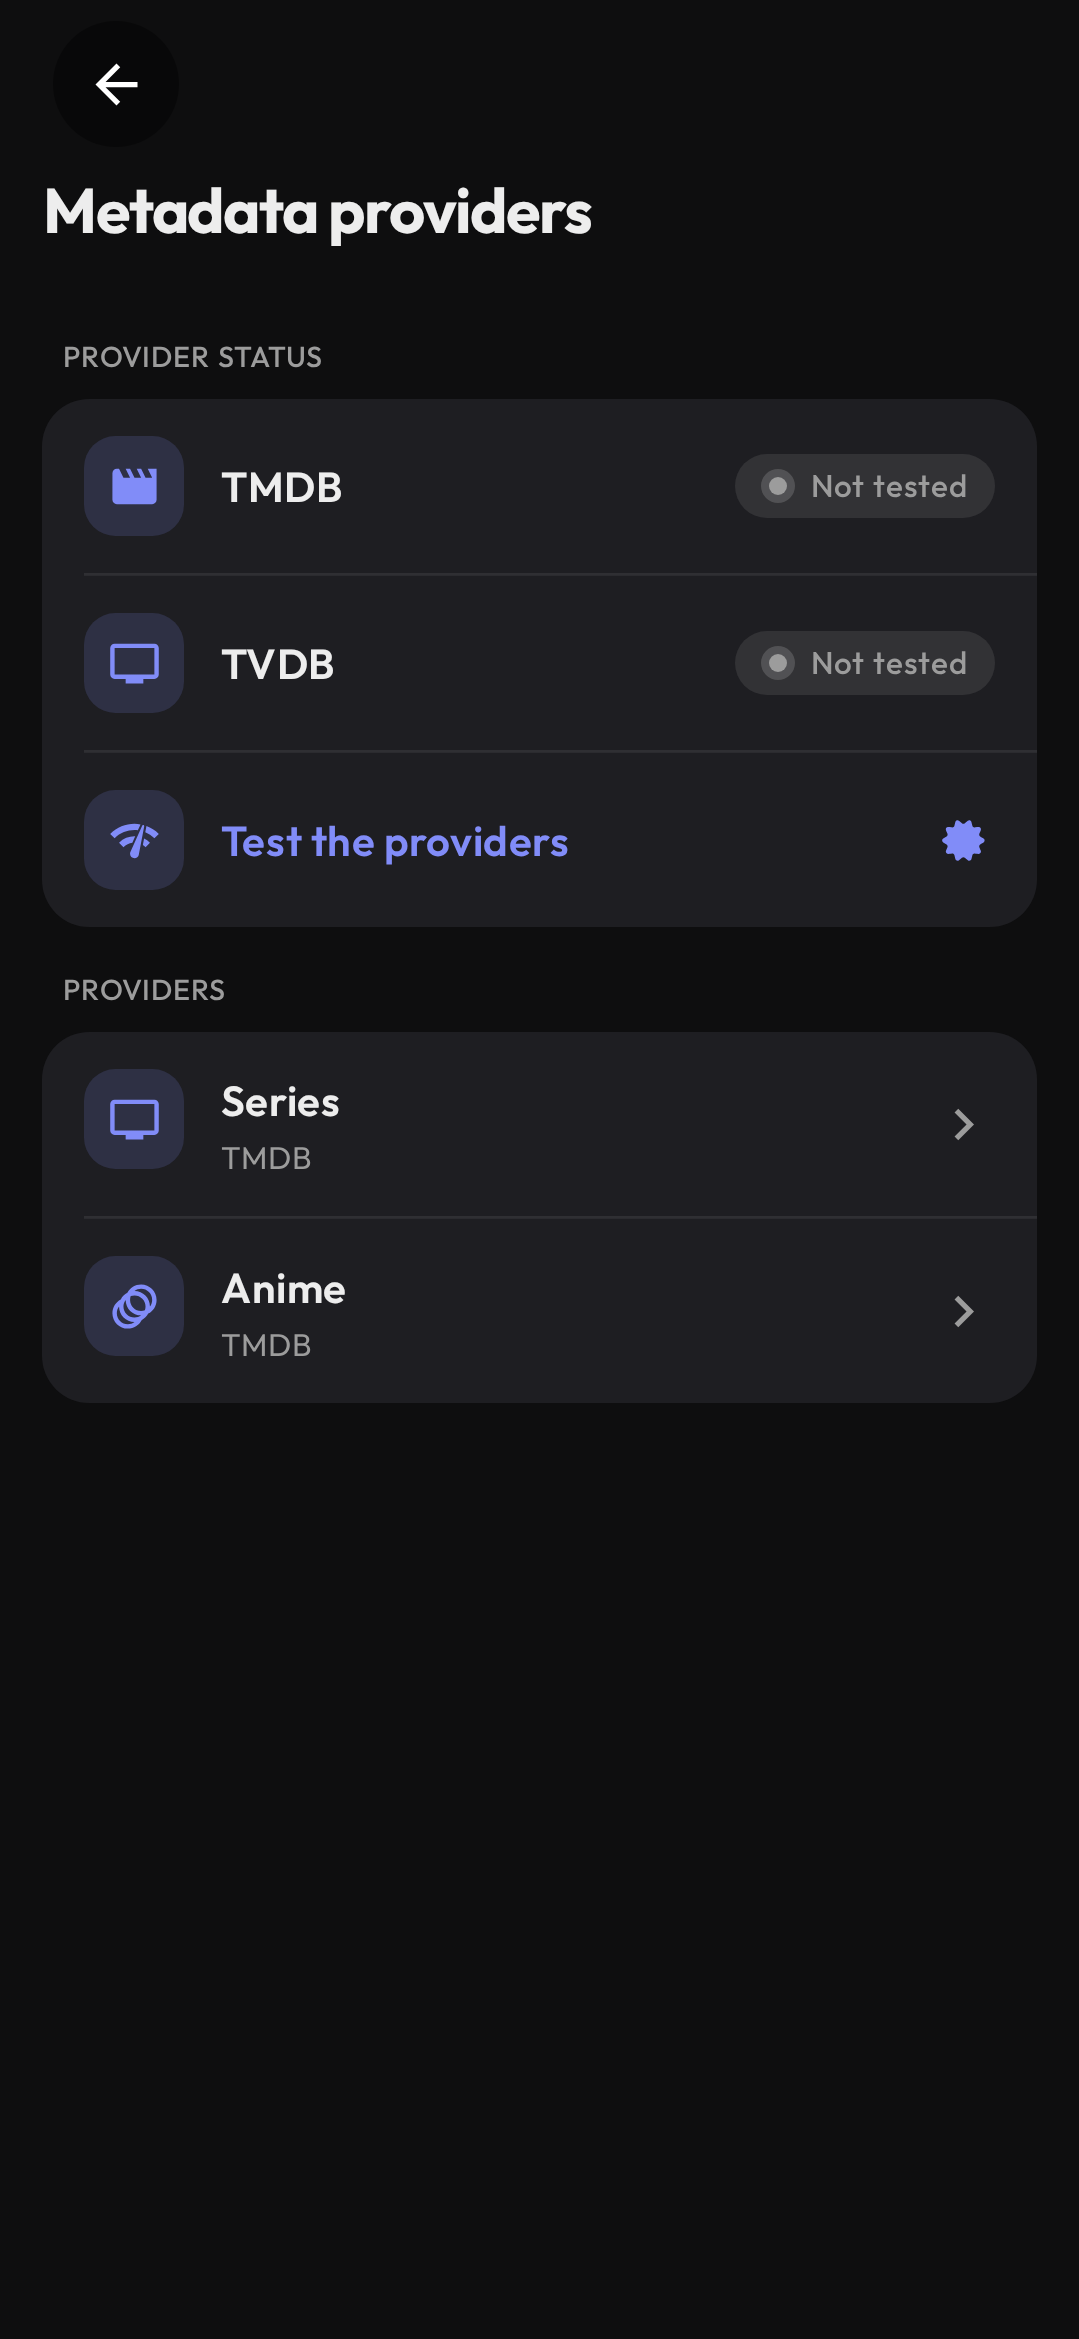 Metadata providers
PROVIDER STATUS
TMDB
Not tested
TVDB
Not tested
Test the providers
PROVIDERS
Series
TMDB
Anime
TMDB